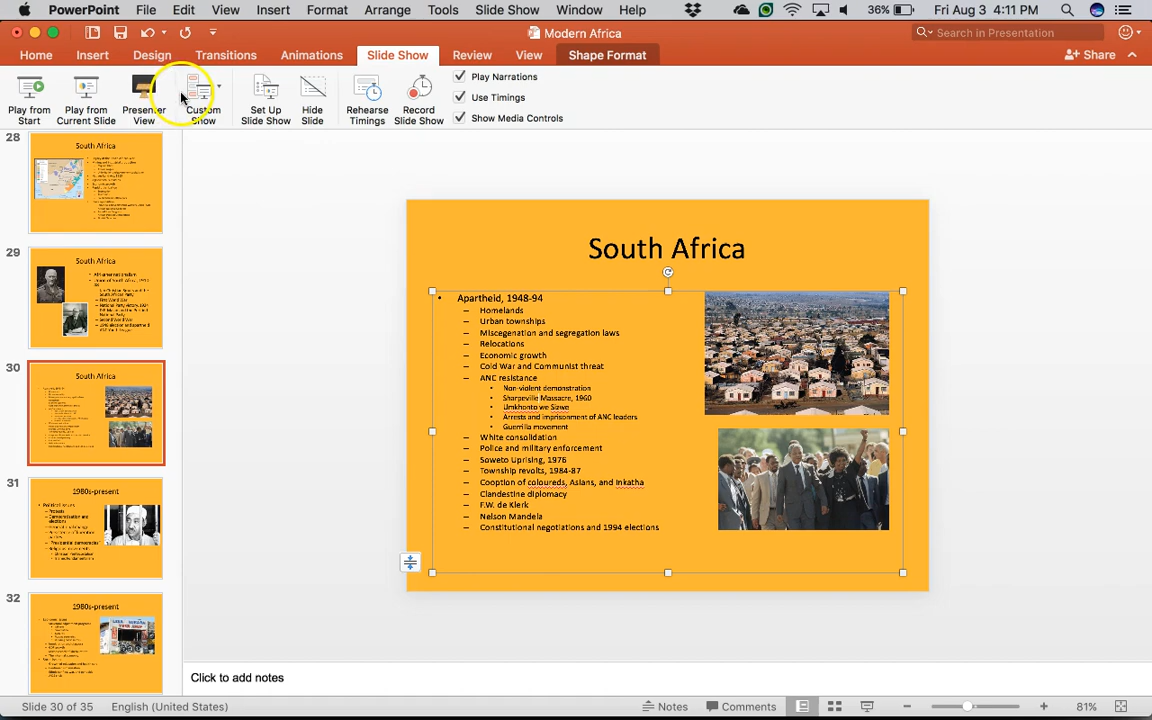 PowerPoint File Edit View Insert Format Arrange Tools Slide Show Window Help 36% Fri Aug 3 4:11 PM
Modern Africa
Search in Presentation
Home Insert Design Transitions Animations Slide Show Review View Shape Format Share
Play from Start
Play from Current Slide
Presenter View
Custom Show
Set Up Slide Show
Hide Slide
Rehearse Timings
Record Slide Show
Play Narrations
Use Timings
Show Media Controls
28
South Africa
29
South Africa
30
South Africa
31
1980s-present
32
1980s-present
South Africa
• Apartheid, 1948-94
– Homelands
– Urban townships
– Miscegenation and segregation laws
– Relocations
– Economic growth
– Cold War and Communist threat
– ANC resistance
• Non-violent demonstration
• Sharpeville Massacre, 1960
• Umkhonto we Sizwe
• Arrests and imprisonment of ANC leaders
• Guerrilla movement
– White consolidation
– Police and military enforcement
– Soweto Uprising, 1976
– Township revolts, 1984-87
– Cooption of coloureds, Asians, and Inkatha
– Clandestine diplomacy
– F.W. de Klerk
– Nelson Mandela
– Constitutional negotiations and 1994 elections
Click to add notes
Slide 30 of 35 English (United States) Notes Comments 81%